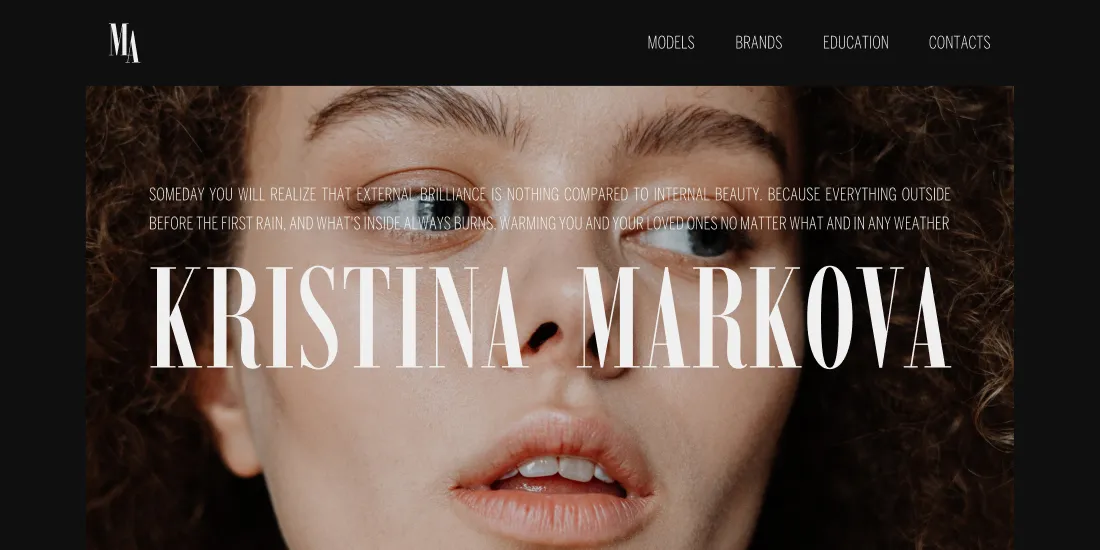 MA
MODELS BRANDS EDUCATION CONTACTS
SOMEDAY YOU WILL REALIZE THAT EXTERNAL BRILLIANCE IS NOTHING COMPARED TO INTERNAL BEAUTY. BECAUSE EVERYTHING OUTSIDE
BEFORE THE FIRST RAIN, AND WHAT'S INSIDE ALWAYS BURNS, WARMING YOU AND YOUR LOVED ONES NO MATTER WHAT AND IN ANY WEATHER
KRISTINA MARKOVA